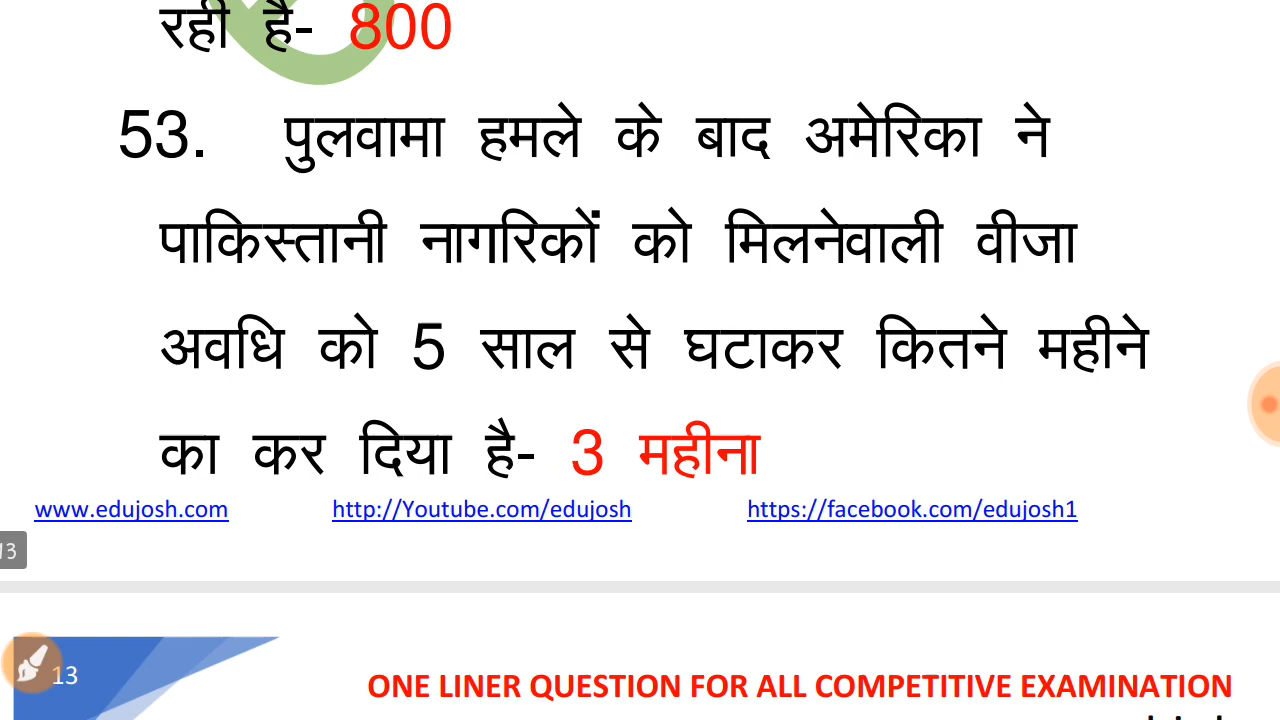 रही है- 800
53. पुलवामा हमले के बाद अमेरिका ने
पाकिस्तानी नागरिकों को मिलनेवाली वीजा
अवधि को 5 साल से घटाकर कितने महीने
का कर दिया है- 3 महीना
www.edujosh.com http://Youtube.com/edujosh https://facebook.com/edujosh1
13
ONE LINER QUESTION FOR ALL COMPETITIVE EXAMINATION